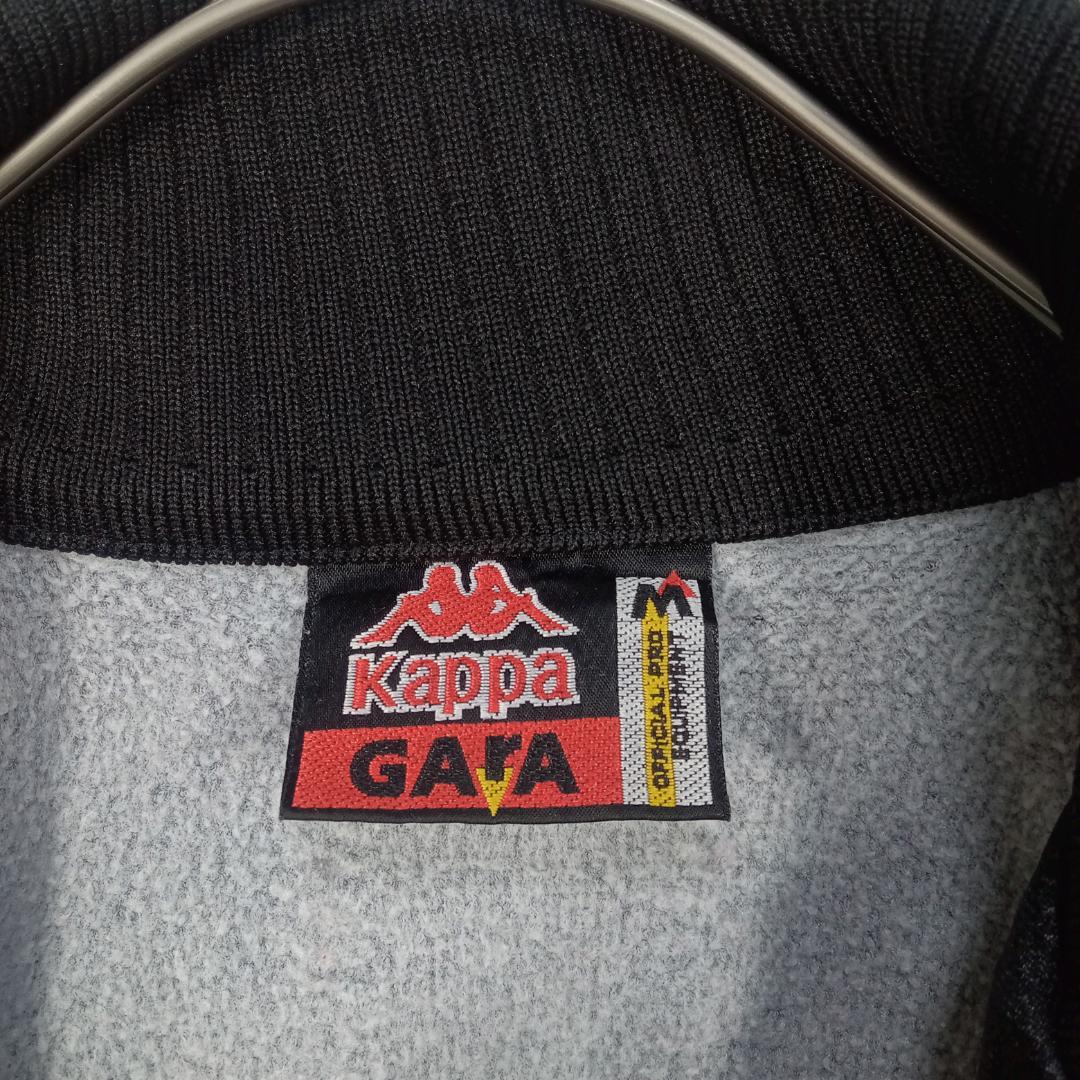 Kappa
GArA
M
OFFICIAL PRO
EQUIPMENT